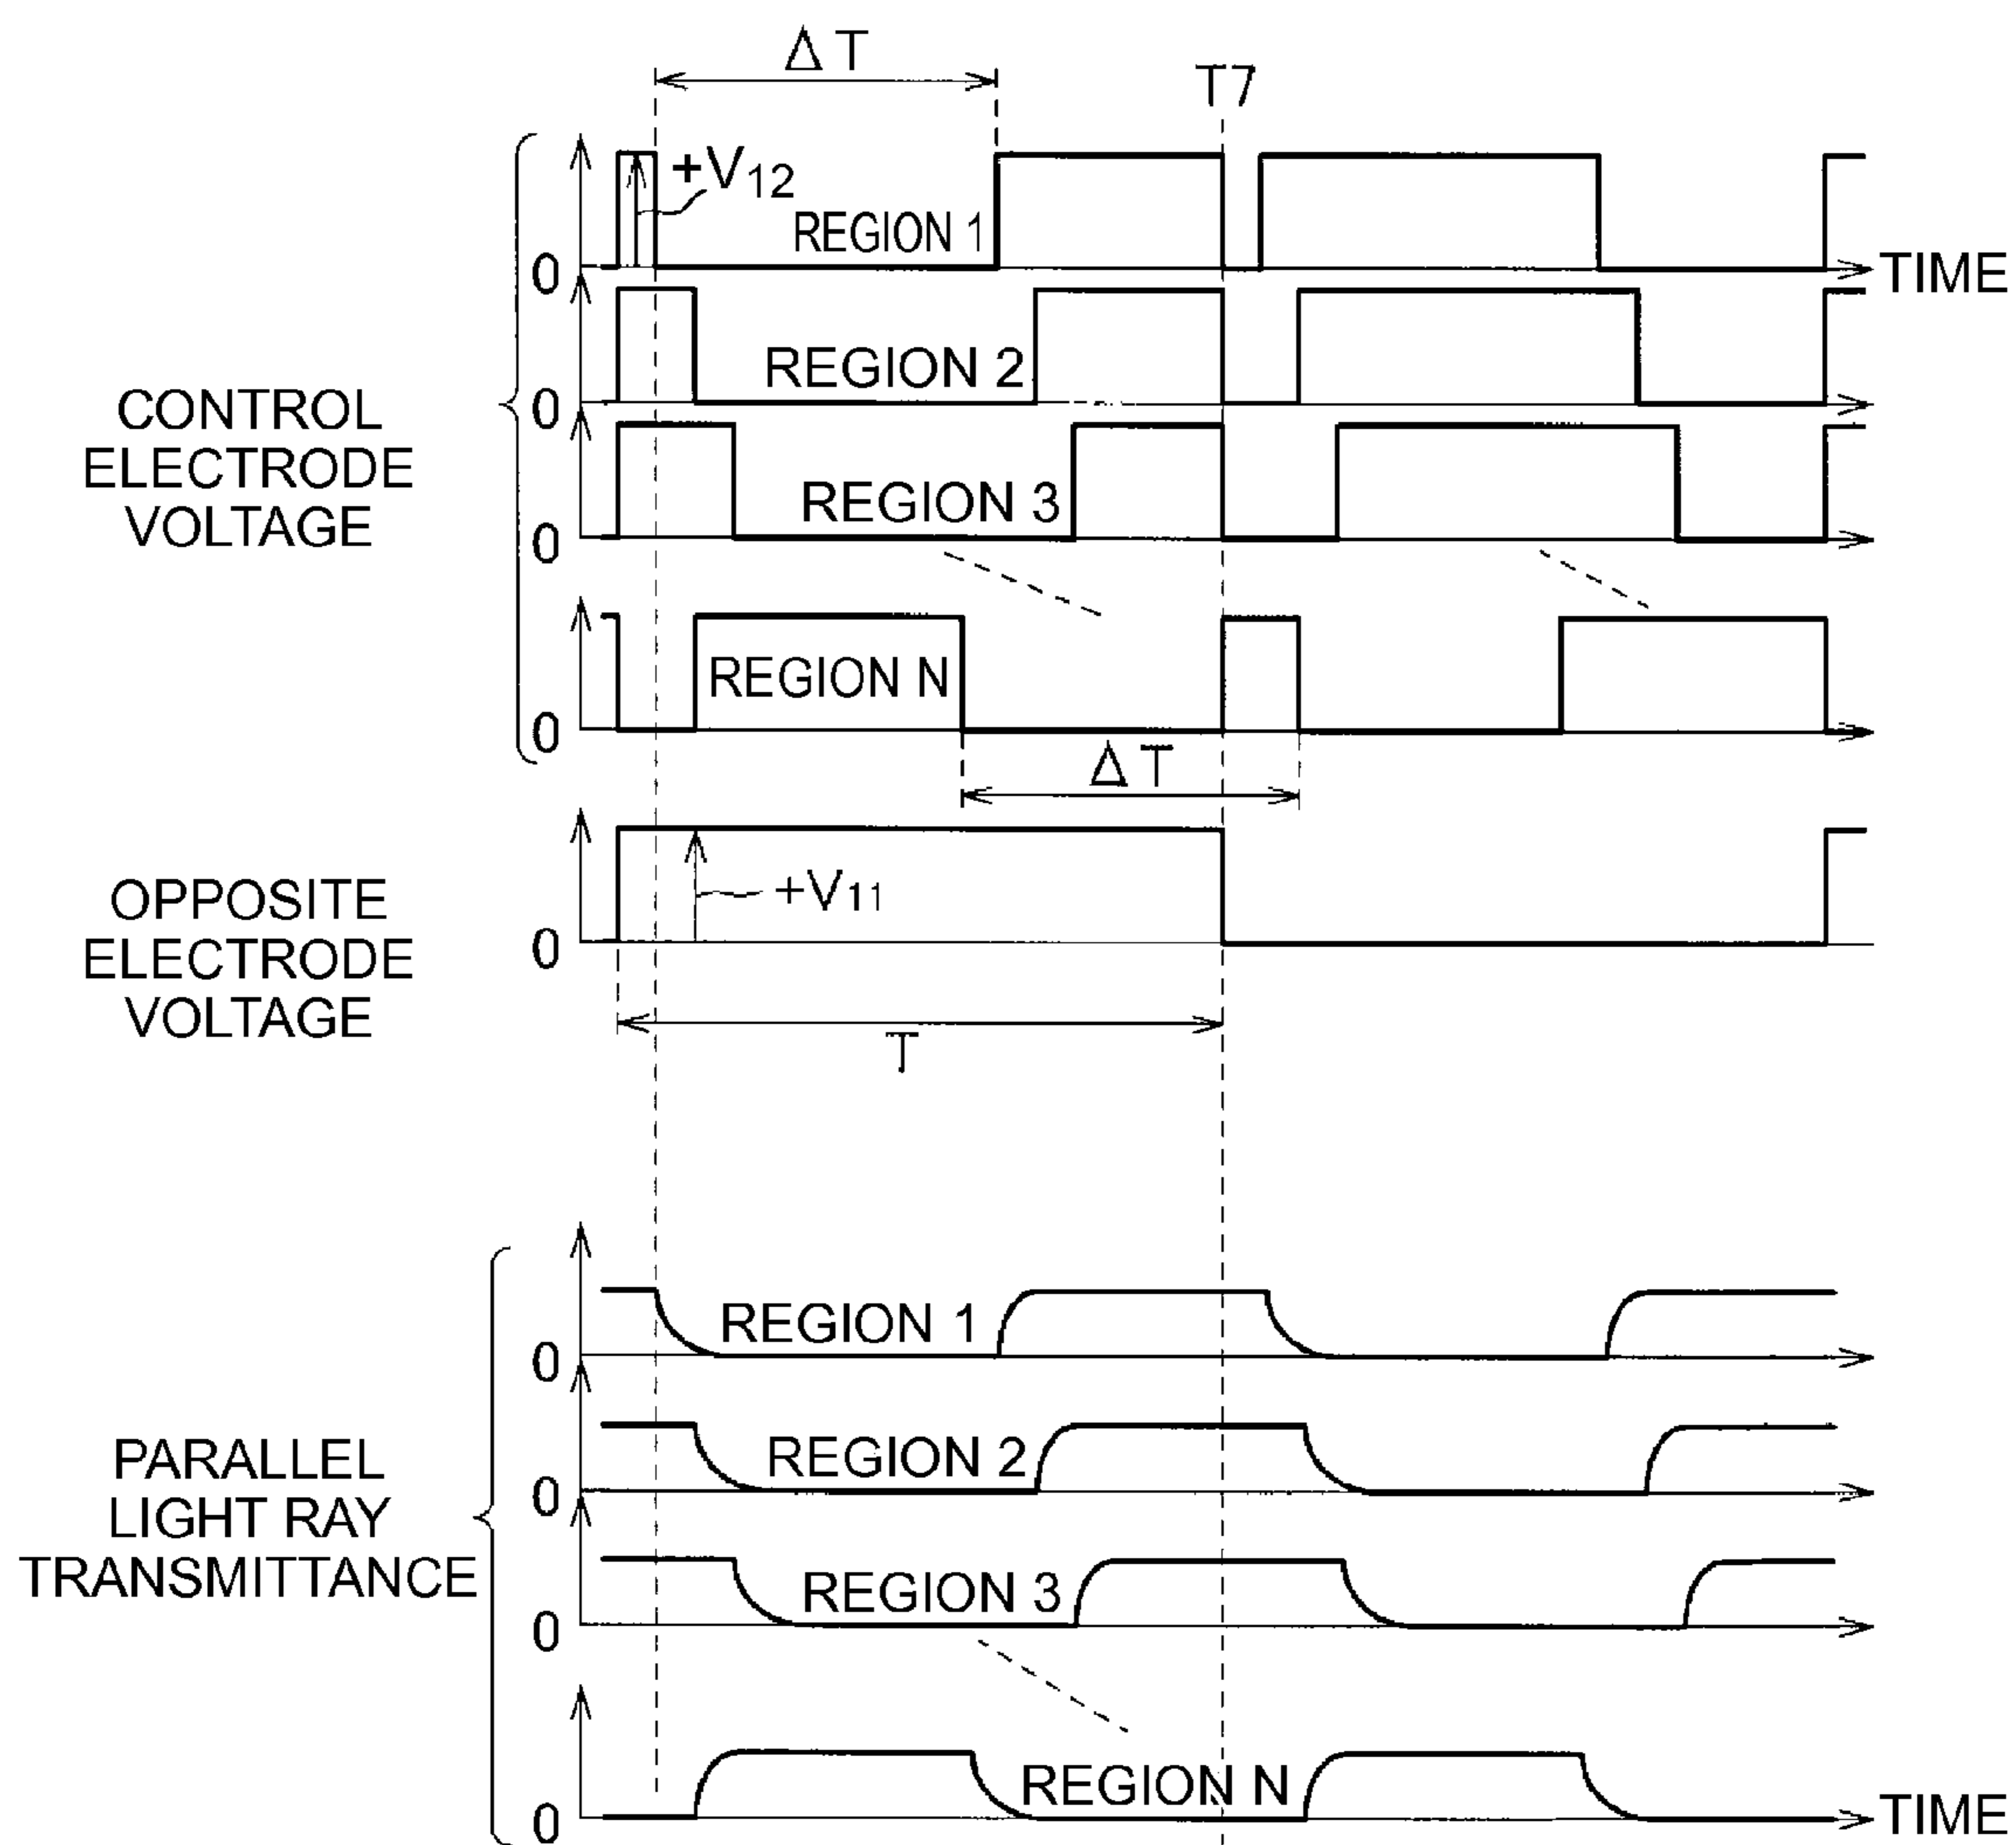 ΔT
T7
+V12
REGION 1
0
TIME
REGION 2
0
CONTROL
ELECTRODE
VOLTAGE
REGION 3
0
REGION N
0
ΔT
OPPOSITE
ELECTRODE
VOLTAGE
+V11
0
T
REGION 1
0
REGION 2
0
PARALLEL
LIGHT RAY
TRANSMITTANCE
REGION 3
0
REGION N
0
TIME